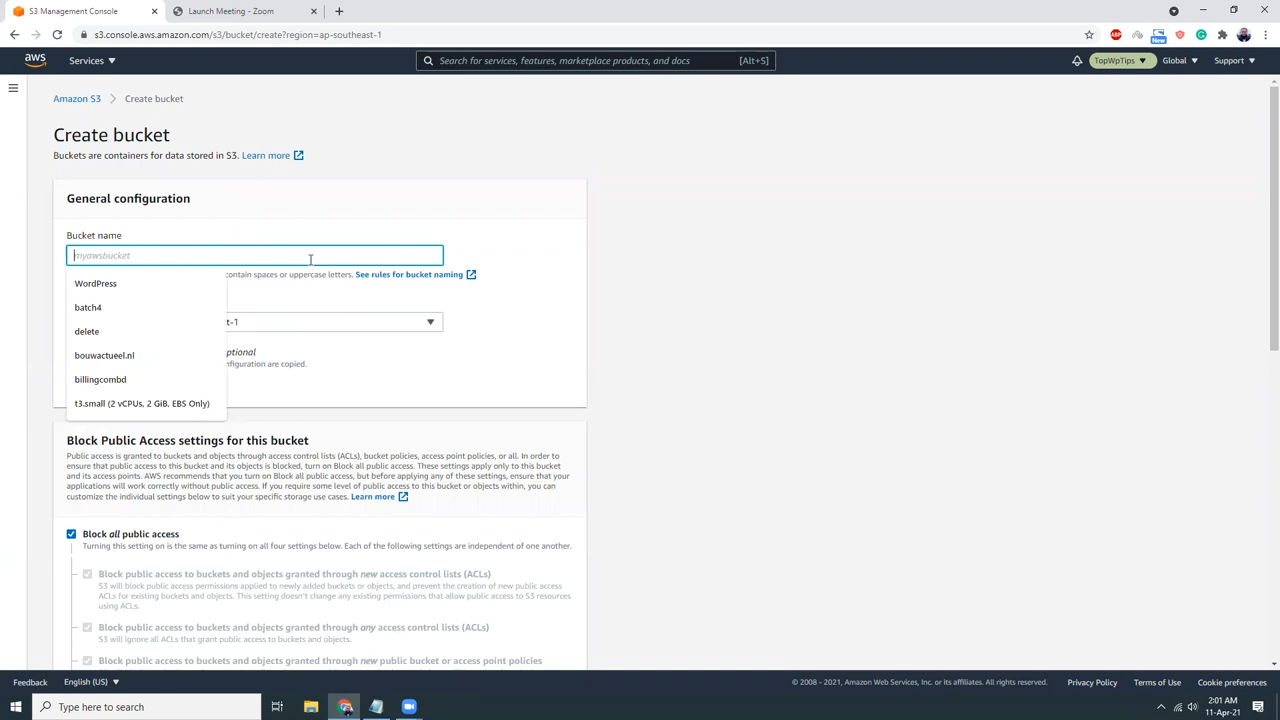 S3 Management Console
Launch Meeting - Zoom
s3.console.aws.amazon.com/s3/bucket/create?region=ap-southeast-1
ABP
New
aws
Services
Search for services, features, marketplace products, and docs
[Alt+S]
TopWpTips
Global
Support
Amazon S3
Create bucket
Create bucket
Buckets are containers for data stored in S3. Learn more
General configuration
Bucket name
myawsbucket
contain spaces or uppercase letters. See rules for bucket naming
WordPress
batch4
delete
bouwactueel.nl
billingcombd
t3.small (2 vCPUs, 2 GiB, EBS Only)
t-1
ptional
nfiguration are copied.
Block Public Access settings for this bucket
Public access is granted to buckets and objects through access control lists (ACLs), bucket policies, access point policies, or all. In order to
ensure that public access to this bucket and its objects is blocked, turn on Block all public access. These settings apply only to this bucket
and its access points. AWS recommends that you turn on Block all public access, but before applying any of these settings, ensure that your
applications will work correctly without public access. If you require some level of public access to this bucket or objects within, you can
customize the individual settings below to suit your specific storage use cases. Learn more
Block all public access
Turning this setting on is the same as turning on all four settings below. Each of the following settings are independent of one another.
Block public access to buckets and objects granted through new access control lists (ACLs)
S3 will block public access permissions applied to newly added buckets or objects, and prevent the creation of new public access
ACLs for existing buckets and objects. This setting doesn't change any existing permissions that allow public access to S3 resources
using ACLs.
Block public access to buckets and objects granted through any access control lists (ACLs)
S3 will ignore all ACLs that grant public access to buckets and objects.
Block public access to buckets and objects granted through new public bucket or access point policies
Feedback
English (US)
© 2008 - 2021, Amazon Web Services, Inc. or its affiliates. All rights reserved.
Privacy Policy
Terms of Use
Cookie preferences
Type here to search
2:01 AM
11-Apr-21